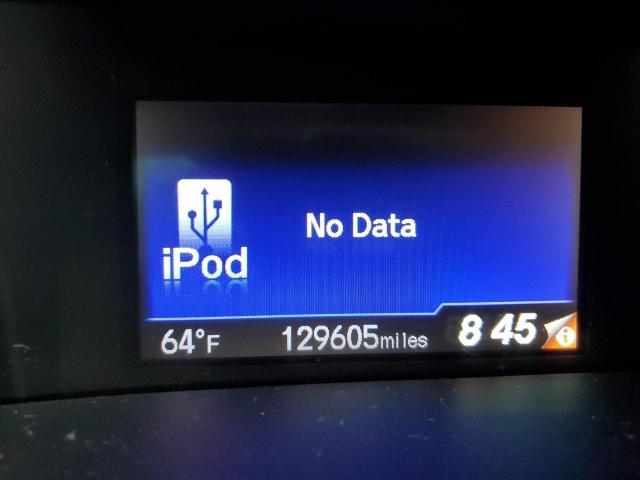 No Data
iPod
64°F 129605miles 8 45 i